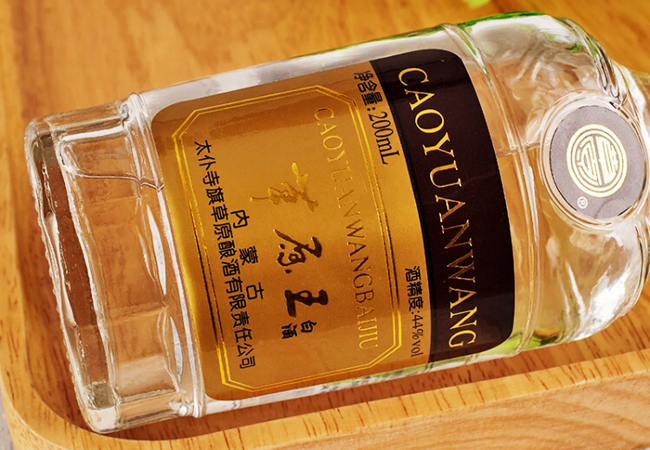 CAOYUANWANG
净含量:200mL
酒精度:44%vol
CAOYUANWANGBAIJIU
草原王
白酒
内蒙古
太仆寺旗草原酿酒有限责任公司
®